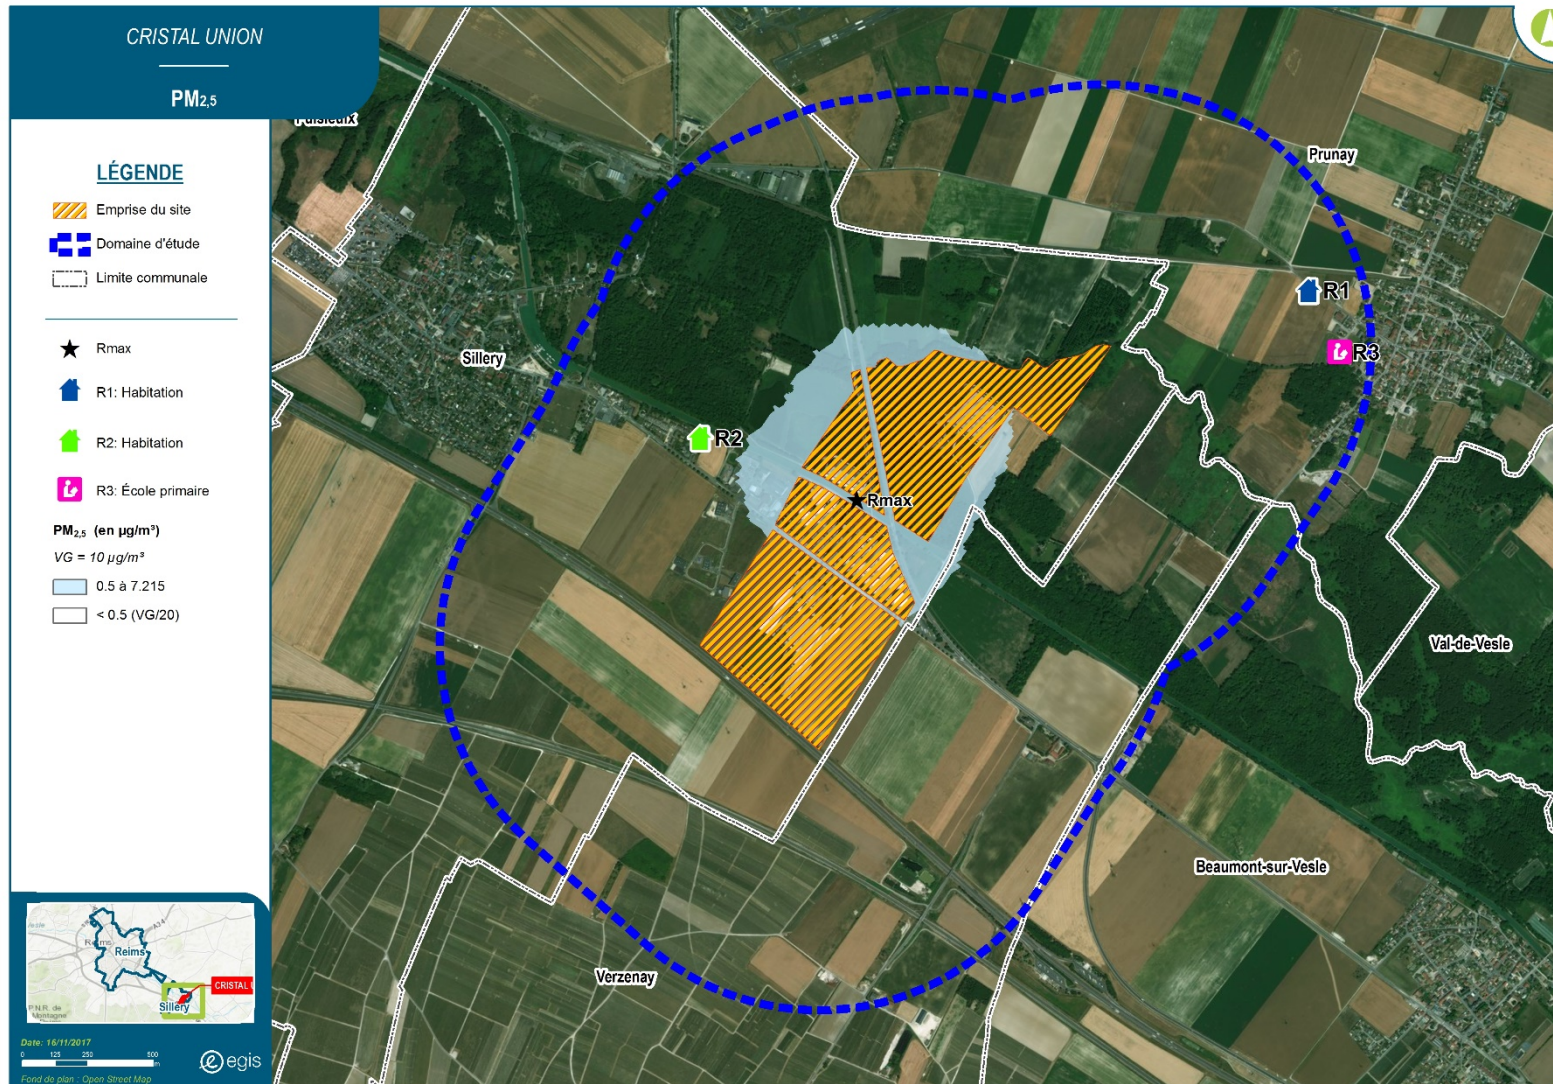 CRISTAL UNION
PM2,5
LÉGENDE
Emprise du site
Domaine d'étude
Limite communale
Rmax
R1: Habitation
R2: Habitation
R3: École primaire
PM2,5 (en µg/m³)
VG = 10 µg/m³
0.5 à 7.215
< 0.5 (VG/20)
Puisieulx
Prunay
R1
R3
Sillery
R2
Rmax
Val-de-Vesle
Beaumont-sur-Vesle
Verzenay
Reims
Reims
CRISTAL U
Sillery
P.N.R. de
Montagne
Date: 16/11/2017
0 125 250 500
m
egis
Fond de plan : Open Street Map